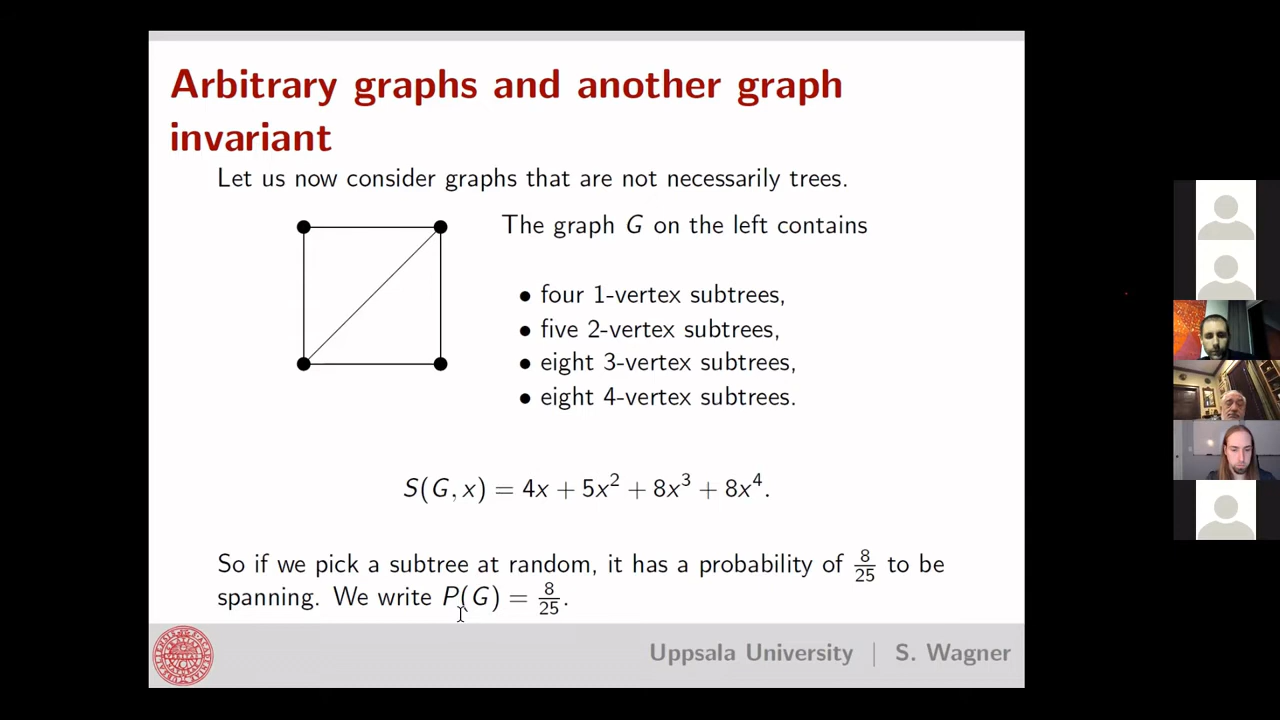 Arbitrary graphs and another graph
invariant
Let us now consider graphs that are not necessarily trees.
The graph G on the left contains
• four 1-vertex subtrees,
• five 2-vertex subtrees,
• eight 3-vertex subtrees,
• eight 4-vertex subtrees.
S(G, x) = 4x + 5x² + 8x³ + 8x⁴.
So if we pick a subtree at random, it has a probability of 8/25 to be
spanning. We write P(G) = 8/25.
Uppsala University | S. Wagner